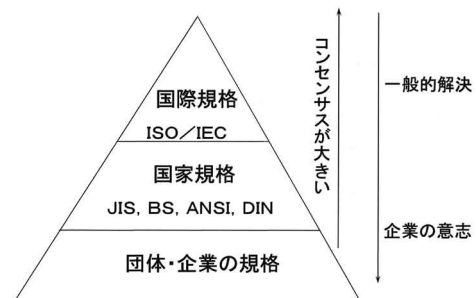 国際規格
ISO／IEC
国家規格
JIS, BS, ANSI, DIN
団体・企業の規格
コンセンサスが大きい
一般的解決
企業の意志